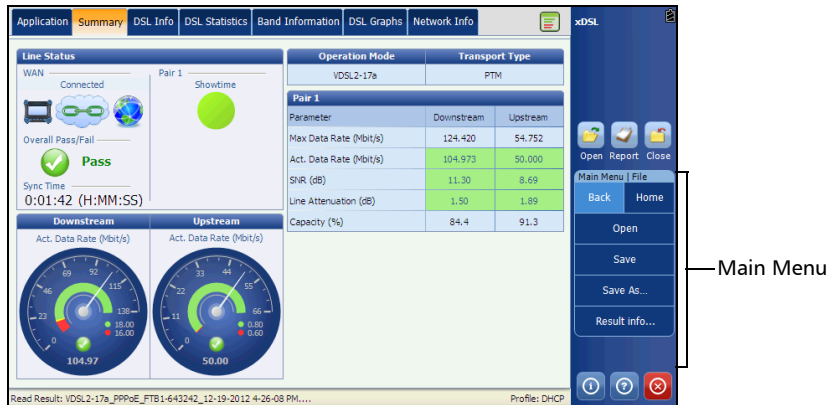 Application Summary DSL Info DSL Statistics Band Information DSL Graphs Network Info
xDSL
Line Status
WAN
Connected
Pair 1
Showtime
Overall Pass/Fail
Pass
Sync Time
0:01:42 (H:MM:SS)
Operation Mode Transport Type
VDSL2-17a PTM
Pair 1
Parameter Downstream Upstream
Max Data Rate (Mbit/s) 124.420 54.752
Act. Data Rate (Mbit/s) 104.973 50.000
SNR (dB) 11.30 8.69
Line Attenuation (dB) 1.50 1.89
Capacity (%) 84.4 91.3
Downstream
Act. Data Rate (Mbit/s)
0 23 46 69 92 115 138
18.00
16.00
104.97
Upstream
Act. Data Rate (Mbit/s)
0 11 22 33 44 55 66
0.80
0.60
50.00
Open Report Close
Main Menu | File
Back Home
Open
Save
Save As...
Result info...
Main Menu
Read Result: VDSL2-17a_PPPoE_FTB1-643242_12-19-2012 4-26-08 PM....
Profile: DHCP